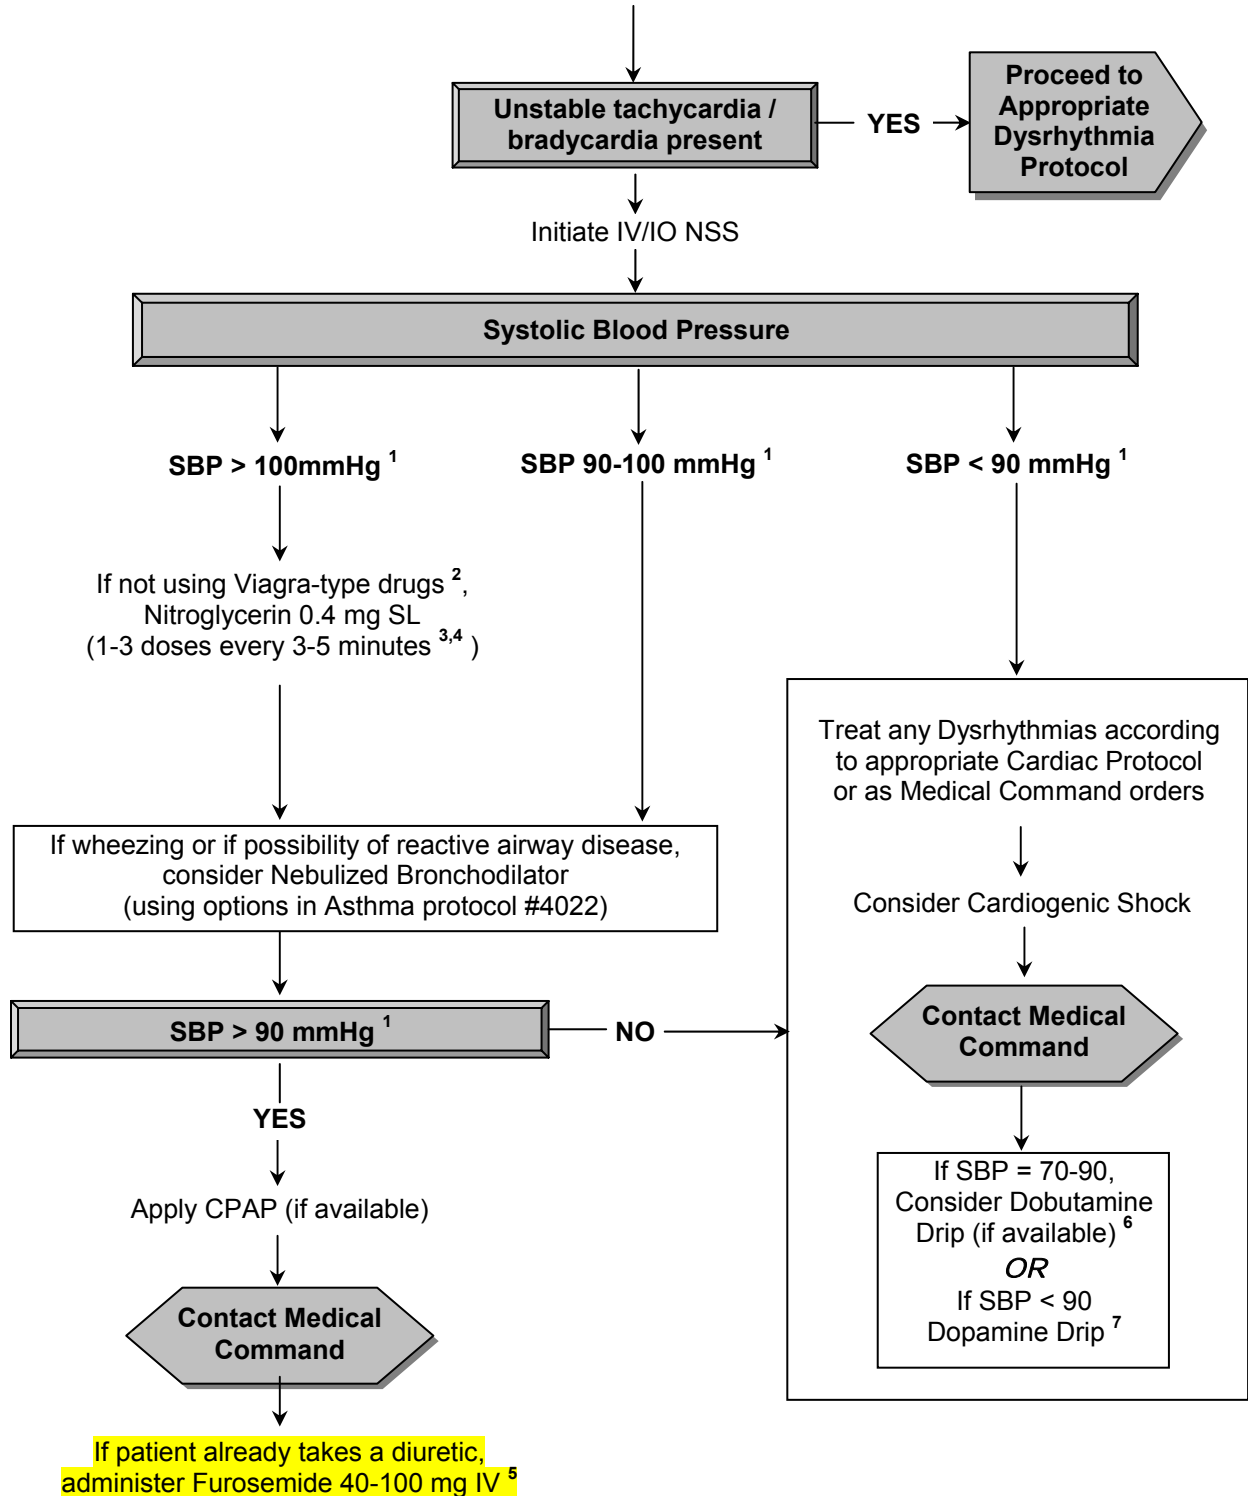 Unstable tachycardia /
bradycardia present
YES
Proceed to
Appropriate
Dysrhythmia
Protocol
Initiate IV/IO NSS
Systolic Blood Pressure
SBP > 100mmHg 1
SBP 90-100 mmHg 1
SBP < 90 mmHg 1
If not using Viagra-type drugs 2,
Nitroglycerin 0.4 mg SL
(1-3 doses every 3-5 minutes 3,4 )
If wheezing or if possibility of reactive airway disease,
consider Nebulized Bronchodilator
(using options in Asthma protocol #4022)
SBP > 90 mmHg 1
NO
YES
Apply CPAP (if available)
Contact Medical
Command
If patient already takes a diuretic,
administer Furosemide 40-100 mg IV 5
Treat any Dysrhythmias according
to appropriate Cardiac Protocol
or as Medical Command orders
Consider Cardiogenic Shock
Contact Medical
Command
If SBP = 70-90,
Consider Dobutamine
Drip (if available) 6
OR
If SBP < 90
Dopamine Drip 7